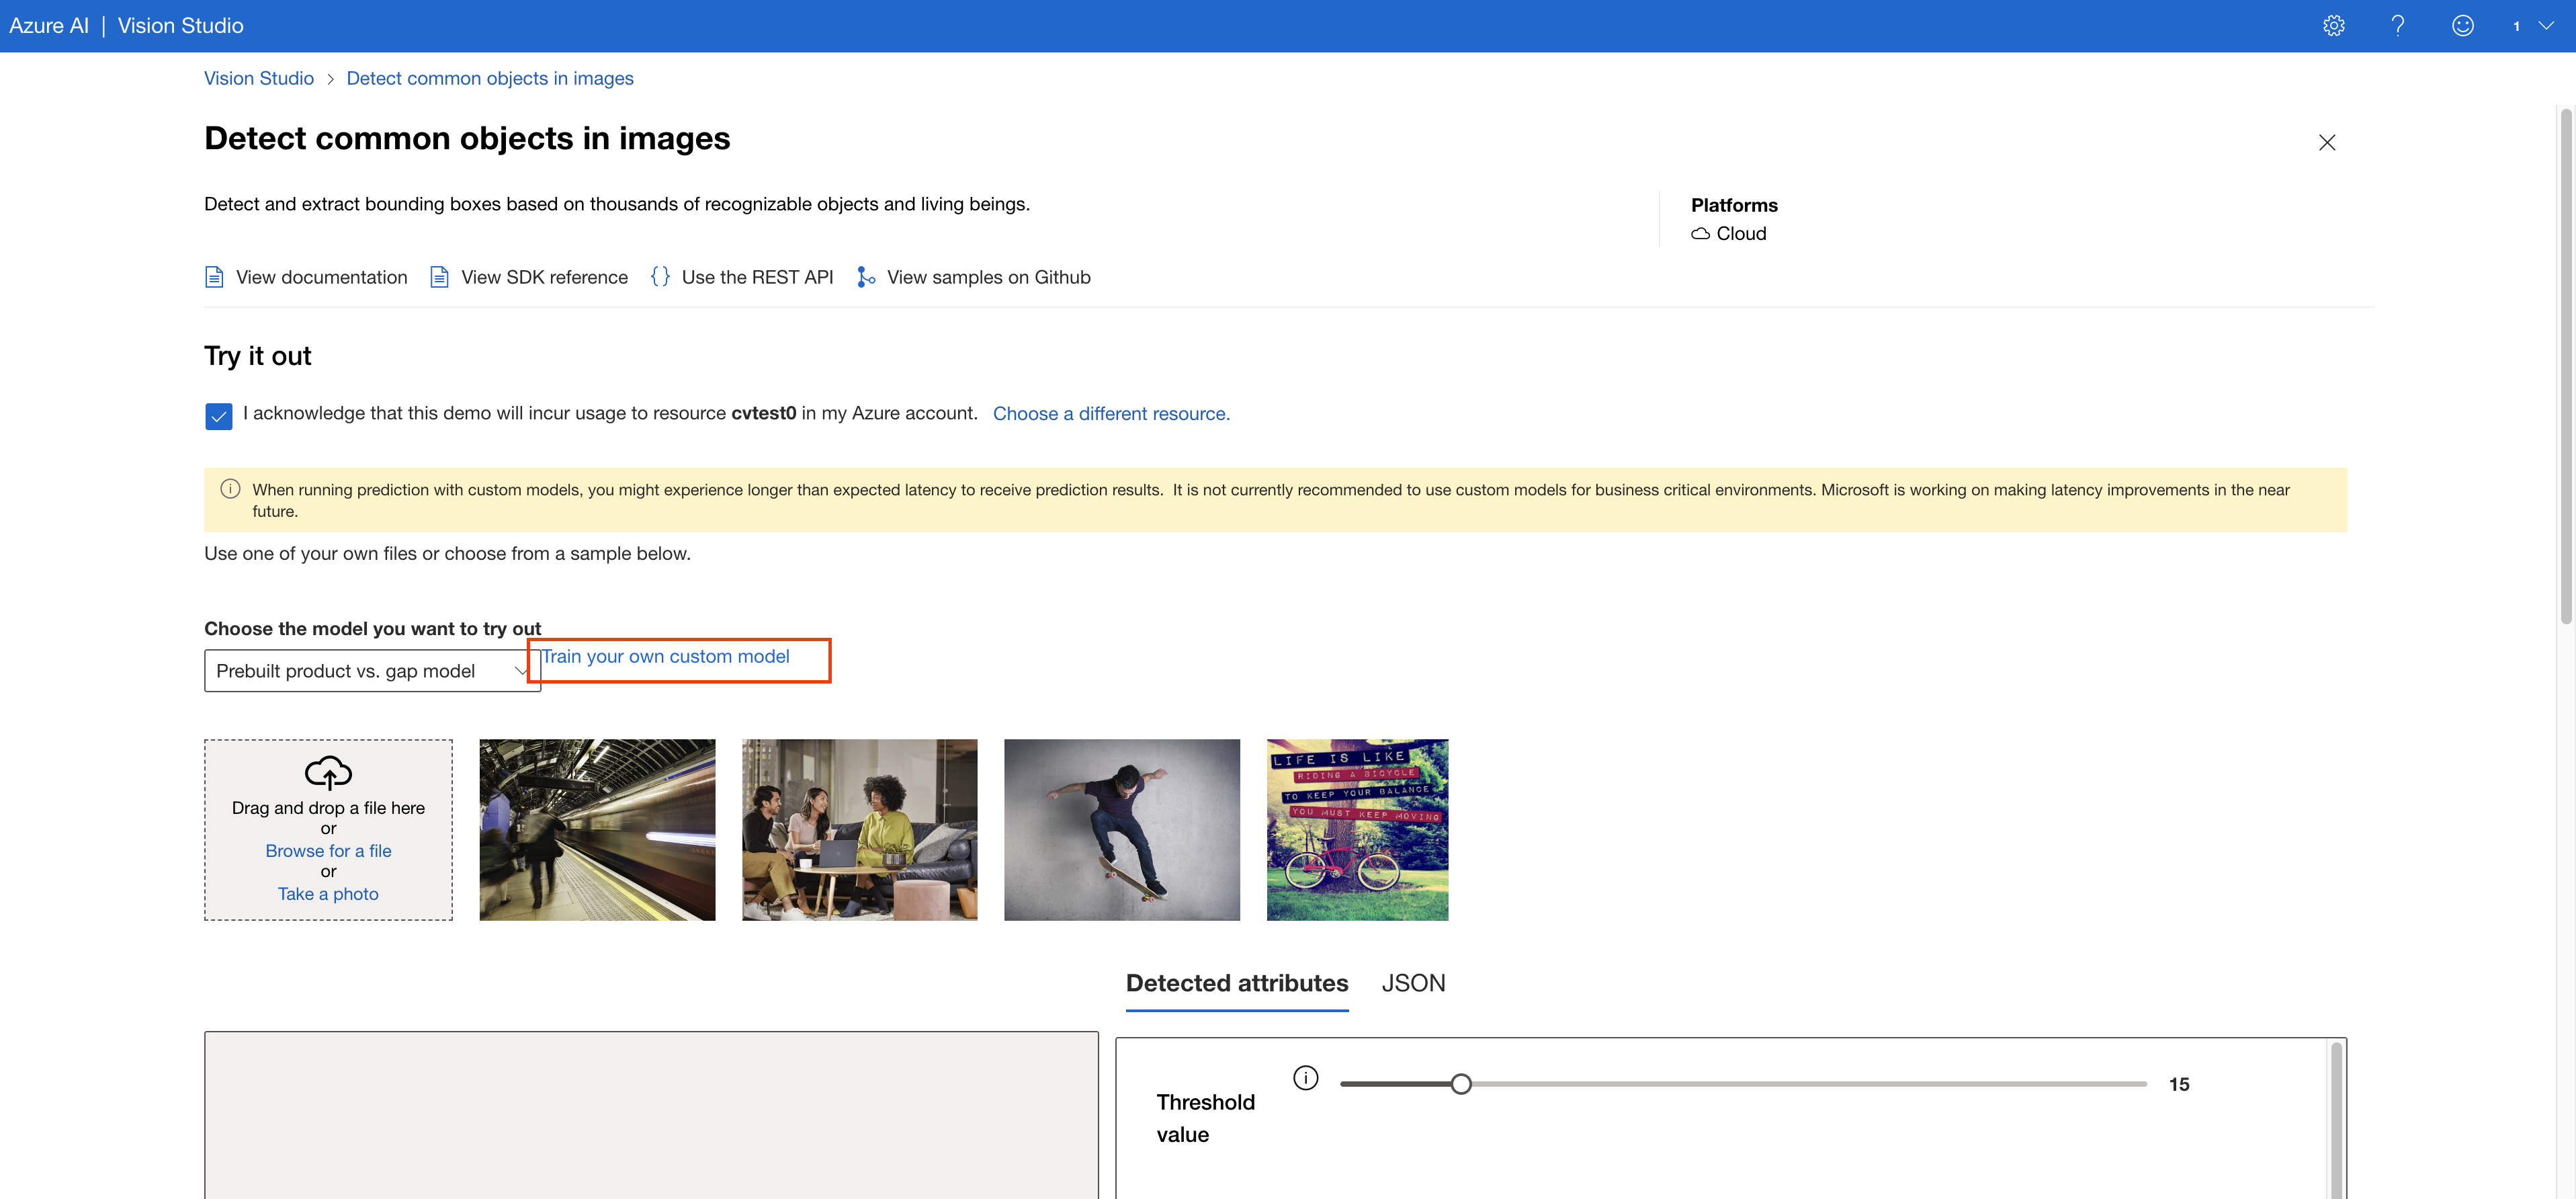 Azure AI | Vision Studio
1
Vision Studio > Detect common objects in images
Detect common objects in images
Detect and extract bounding boxes based on thousands of recognizable objects and living beings.
Platforms
Cloud
View documentation View SDK reference {} Use the REST API View samples on Github
Try it out
I acknowledge that this demo will incur usage to resource cvtest0 in my Azure account. Choose a different resource.
When running prediction with custom models, you might experience longer than expected latency to receive prediction results. It is not currently recommended to use custom models for business critical environments. Microsoft is working on making latency improvements in the near
future.
Use one of your own files or choose from a sample below.
Choose the model you want to try out
Train your own custom model
Prebuilt product vs. gap model
Drag and drop a file here
or
Browse for a file
or
Take a photo
LIFE IS LIKE
RIDING A BICYCLE
TO KEEP YOUR BALANCE
YOU MUST KEEP MOVING
Detected attributes JSON
Threshold
value
15